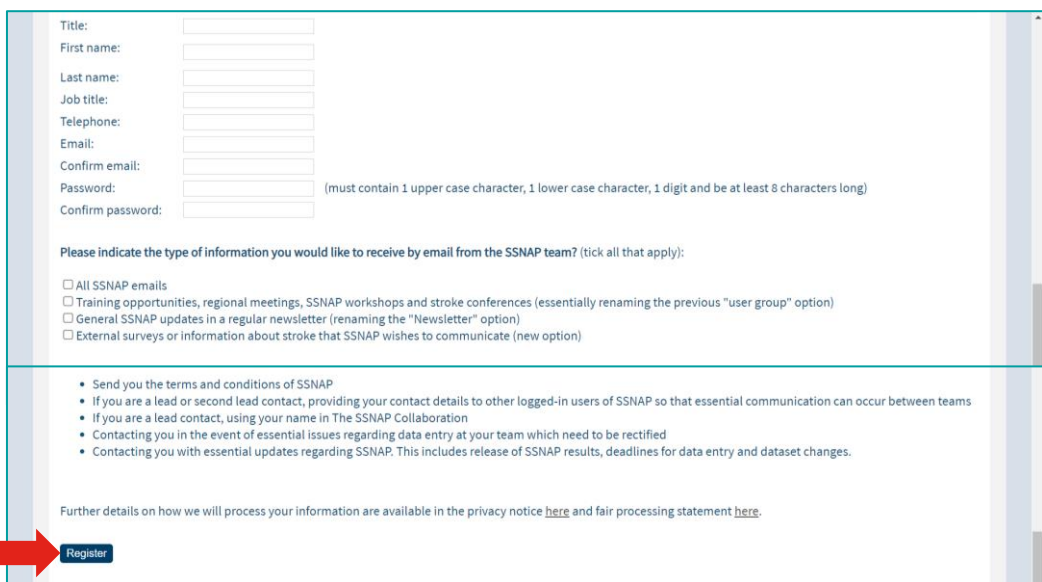 Title:
First name:
Last name:
Job title:
Telephone:
Email:
Confirm email:
Password: (must contain 1 upper case character, 1 lower case character, 1 digit and be at least 8 characters long)
Confirm password:
Please indicate the type of information you would like to receive by email from the SSNAP team? (tick all that apply):
All SSNAP emails
Training opportunities, regional meetings, SSNAP workshops and stroke conferences (essentially renaming the previous "user group" option)
General SSNAP updates in a regular newsletter (renaming the "Newsletter" option)
External surveys or information about stroke that SSNAP wishes to communicate (new option)
• Send you the terms and conditions of SSNAP
• If you are a lead or second lead contact, providing your contact details to other logged-in users of SSNAP so that essential communication can occur between teams
• If you are a lead contact, using your name in The SSNAP Collaboration
• Contacting you in the event of essential issues regarding data entry at your team which need to be rectified
• Contacting you with essential updates regarding SSNAP. This includes release of SSNAP results, deadlines for data entry and dataset changes.
Further details on how we will process your information are available in the privacy notice here and fair processing statement here.
Register